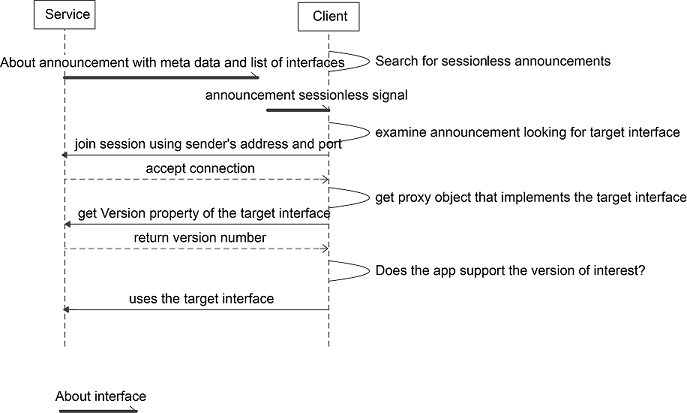 Service
Client
Search for sessionless announcements
About announcement with meta data and list of interfaces
announcement sessionless signal
examine announcement looking for target interface
join session using sender's address and port
accept connection
get proxy object that implements the target interface
get Version property of the target interface
return version number
Does the app support the version of interest?
uses the target interface
About interface